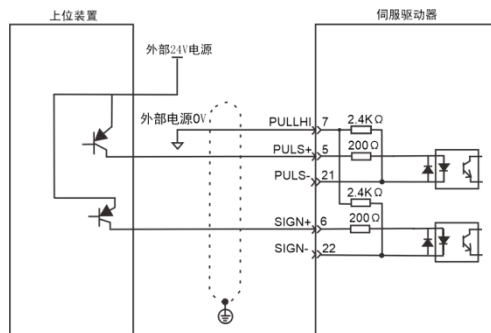 上位装置
伺服驱动器
外部24V电源
外部电源0V
PULLHI 7 2.4KΩ
PULS+ 5 200Ω
PULS- 21
2.4KΩ
SIGN+ 6 200Ω
SIGN- 22